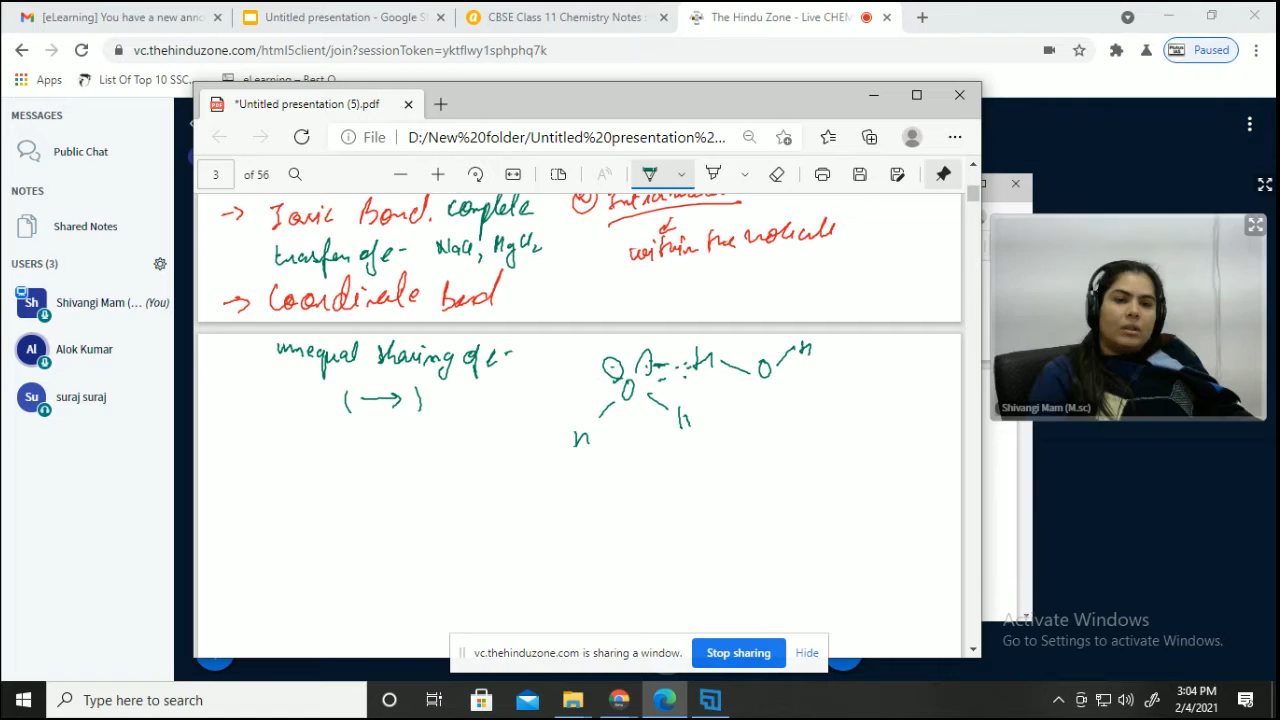 [eLearning] You have a new anno
Untitled presentation - Google S
CBSE Class 11 Chemistry Notes
The Hindu Zone - Live CHEM
vc.thehinduzone.com/html5client/join?sessionToken=yktflwy1sphphq7k
Paused
Apps
List Of Top 10 SSC...
eLearning – Best O
MESSAGES
Public Chat
NOTES
Shared Notes
USERS (3)
Sh Shivangi Mam (... (You)
Al Alok Kumar
Su suraj suraj
*Untitled presentation (5).pdf
File D:/New%20folder/Untitled%20presentation%2...
3 of 56
→ Ionic Bond. complete
transfer of e- NaCl, MgCl2
→ Coordinate bond
within the molecule
unequal sharing of e-
( → )
O H
O
H H
Shivangi Mam (M.sc)
Activate Windows
Go to Settings to activate Windows.
vc.thehinduzone.com is sharing a window.
Stop sharing
Hide
Type here to search
3:04 PM
2/4/2021